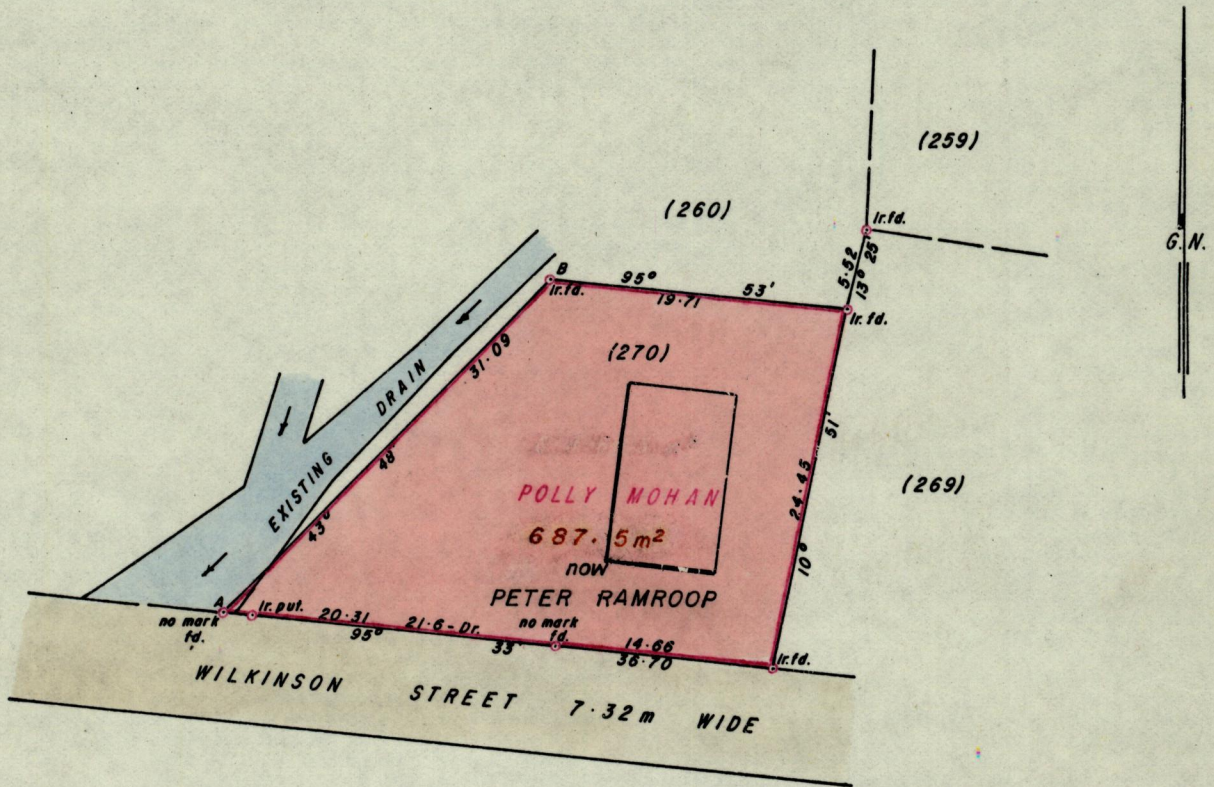 (259)
(260)
Ir.fd.
G.N.
5·52
13° 25'
B
95° 53'
19·71
Ir.fd.
Ir.fd.
(270)
31·09
48'
43°
EXISTING DRAIN
51'
24·45
10°
(269)
POLLY MOHAN
687.5m²
now
PETER RAMROOP
A
no mark
fd.
Ir.put.
20·31
95° 33'
21·6-Dr.
no mark
fd.
14·66
36·70
Ir.fd.
WILKINSON STREET 7·32m WIDE